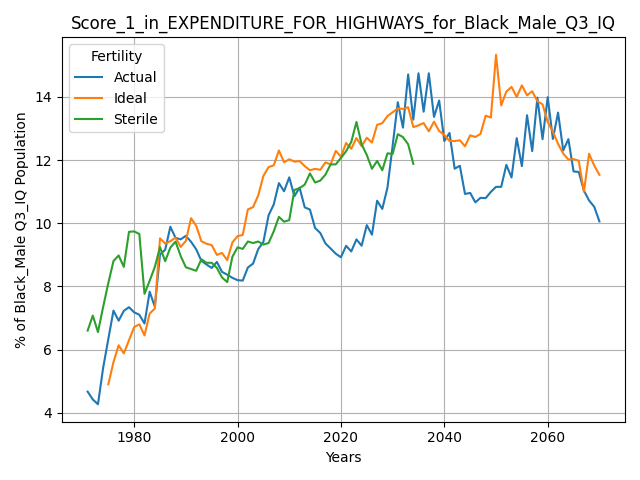 Score_1_in_EXPENDITURE_FOR_HIGHWAYS_for_Black_Male_Q3_IQ
Fertility
Actual
Ideal
Sterile
% of Black_Male Q3_IQ Population
14
12
10
8
6
4
1980
2000
2020
2040
2060
Years